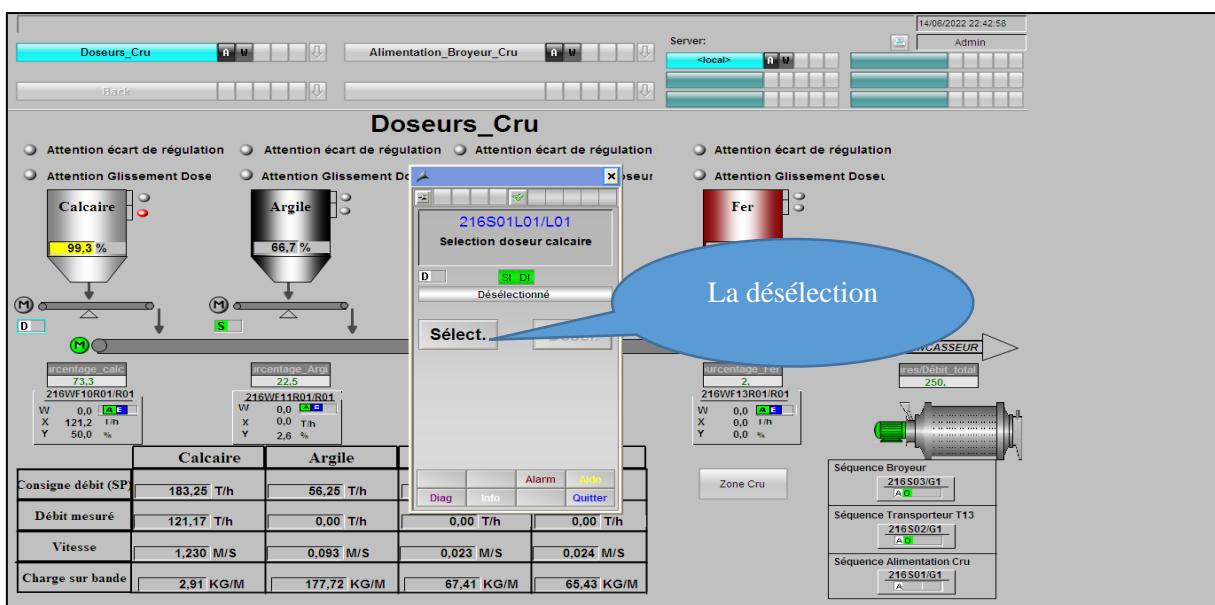 14/06/2022 22:42:58
Doseurs_Cru A W
Alimentation_Broyeur_Cru A W
Server:
Admin
<local> A W
Back
Doseurs_Cru
Attention écart de régulation
Attention écart de régulation
Attention écart de régulation
Attention écart de régulation
Attention Glissement Dose
Attention Glissement Do
oseur
Attention Glissement Doseu
Calcaire
99,3 %
Argile
66,7 %
Fer
216S01L01/L01
Selection doseur calcaire
D
SI DI
Désélectionné
Sélect.
La désélection
M
D
M
S
M
NCASSEUR
urcentage_calc
73,3
rcentage_Argi
22,5
ourcentage_Fer
2,
res/Débit_total
250,
216WF10R01/R01
W 0,0 A E
X 121,2 T/h
Y 50,0 %
216WF11R01/R01
W 0,0 A E
X 0,0 T/h
Y 2,6 %
216WF13R01/R01
W 0,0 A E
X 0,0 T/h
Y 0,0 %
Calcaire Argile
Consigne débit (SP) 183,25 T/h 56,25 T/h
Débit mesuré 121,17 T/h 0,00 T/h 0,00 T/h 0,00 T/h
Vitesse 1,230 M/S 0,093 M/S 0,023 M/S 0,024 M/S
Charge sur bande 2,91 KG/M 177,72 KG/M 67,41 KG/M 65,43 KG/M
Alarm Aide
Diag Info Quitter
Zone Cru
Séquence Broyeur
216S03/G1
A O
Séquence Transporteur T13
216S02/G1
A O
Séquence Alimentation Cru
216S01/G1
A